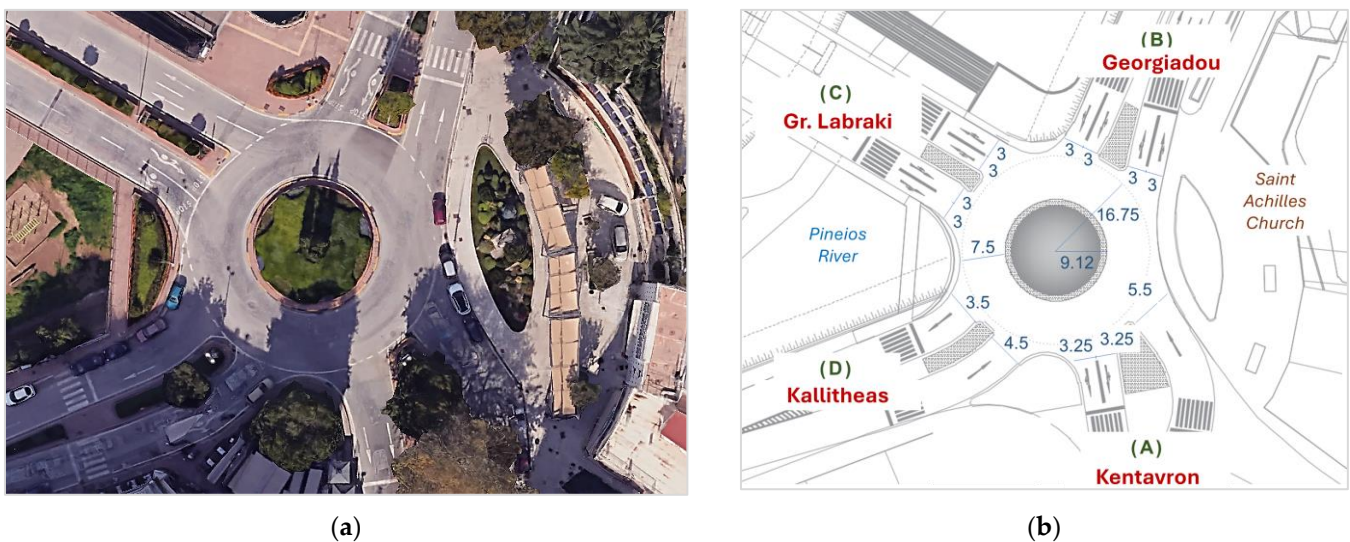 (B)
Georgiadou
(C)
Gr. Labraki
3
3
3
3
3
3
3
3
16.75
Saint
Achilles
Church
Pineios
River
7.5
9.12
5.5
3.5
4.5
3.25
3.25
(D)
Kallitheas
(A)
Kentavron
(a)
(b)